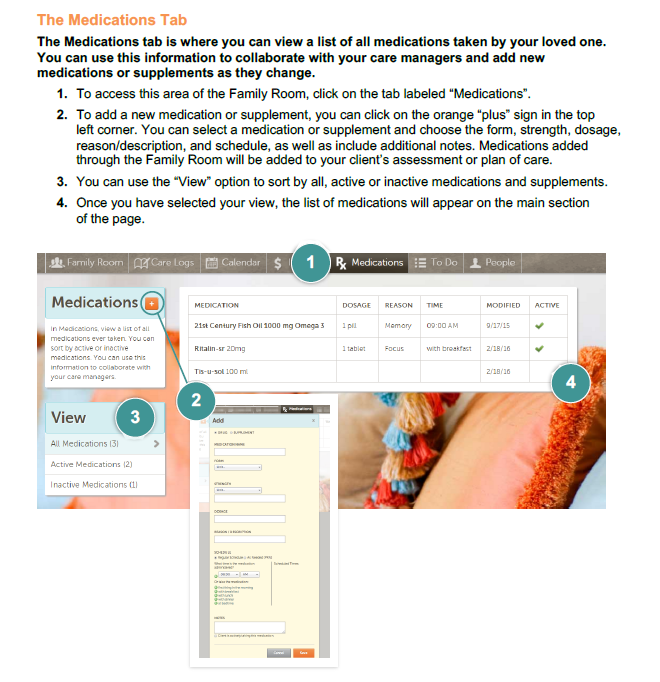 The Medications Tab
The Medications tab is where you can view a list of all medications taken by your loved one.
You can use this information to collaborate with your care managers and add new
medications or supplements as they change.
1. To access this area of the Family Room, click on the tab labeled “Medications”.
2. To add a new medication or supplement, you can click on the orange “plus” sign in the top
left corner. You can select a medication or supplement and choose the form, strength, dosage,
reason/description, and schedule, as well as include additional notes. Medications added
through the Family Room will be added to your client’s assessment or plan of care.
3. You can use the “View” option to sort by all, active or inactive medications and supplements.
4. Once you have selected your view, the list of medications will appear on the main section
of the page.
Family Room Care Logs Calendar $ 1 Rx Medications To Do People
Medications +
In Medications, view a list of all
medications ever taken. You can
sort by active or inactive
medications. You can use this
information to collaborate with
your care managers.
MEDICATION DOSAGE REASON TIME MODIFIED ACTIVE
21st Century Fish Oil 1000 mg Omega 3 1 pill Memory 09:00 AM 9/17/15
Ritalin-sr 20mg 1 tablet Focus with breakfast 2/18/16
Tis-u-sol 100 ml 2/18/16
4
2
View 3
All Medications (3)
Active Medications (2)
Inactive Medications (1)
Medications
Add
DRUG SUPPLEMENT
MEDICATION NAME
FORM
STRENGTH
DOSAGE
REASON / DESCRIPTION
SCHEDULE
NOTES